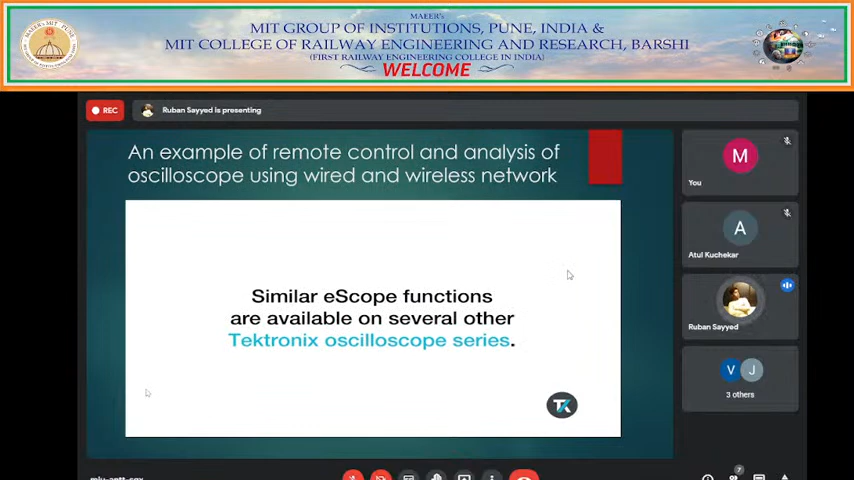 MAEER's
MIT GROUP OF INSTITUTIONS, PUNE, INDIA &
MIT COLLEGE OF RAILWAY ENGINEERING AND RESEARCH, BARSHI
(FIRST RAILWAY ENGINEERING COLLEGE IN INDIA)
WELCOME
REC
Ruban Sayyed is presenting
An example of remote control and analysis of
oscilloscope using wired and wireless network
Similar eScope functions
are available on several other
Tektronix oscilloscope series.
M
You
A
Atul Kuchekar
Ruban Sayyed
V J
3 others
7